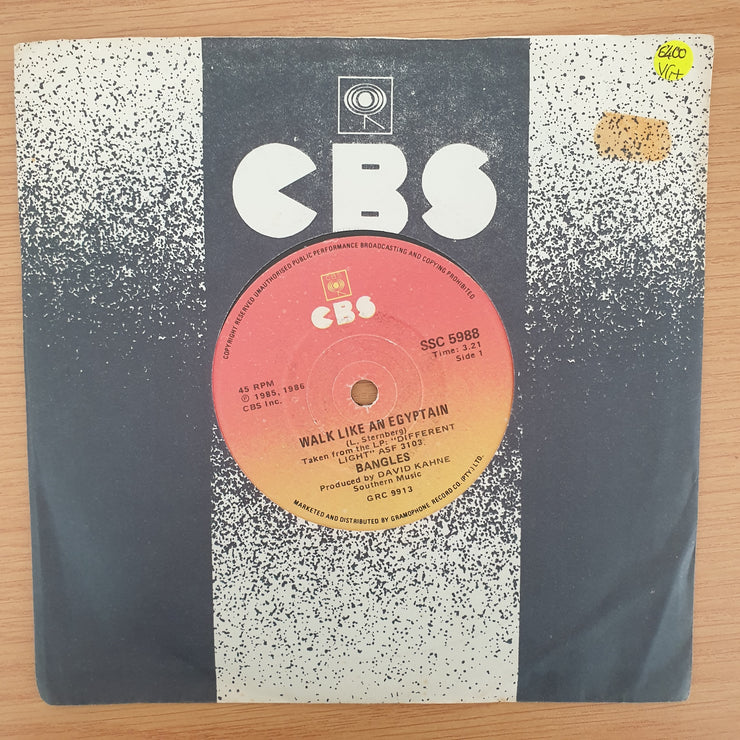 6400
VG+
CBS
COPYRIGHT RESERVED UNAUTHORISED PUBLIC PERFORMANCE BROADCASTING AND COPYING PROHIBITED
CBS
SSC 5988
Time: 3.21
Side 1
45 RPM
℗ 1985, 1986
CBS Inc.
WALK LIKE AN EGYPTAIN
(L. Sternberg)
Taken from the LP: "DIFFERENT
LIGHT" ASF 3103.
BANGLES
Produced by DAVID KAHNE
Southern Music
GRC 9913
MARKETED AND DISTRIBUTED BY GRAMOPHONE RECORD CO. (PTY) LTD.